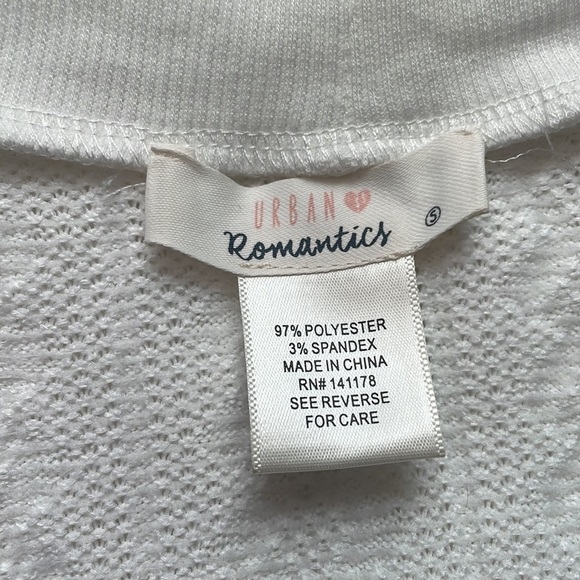 URBAN
Romantics S
97% POLYESTER
3% SPANDEX
MADE IN CHINA
RN# 141178
SEE REVERSE
FOR CARE